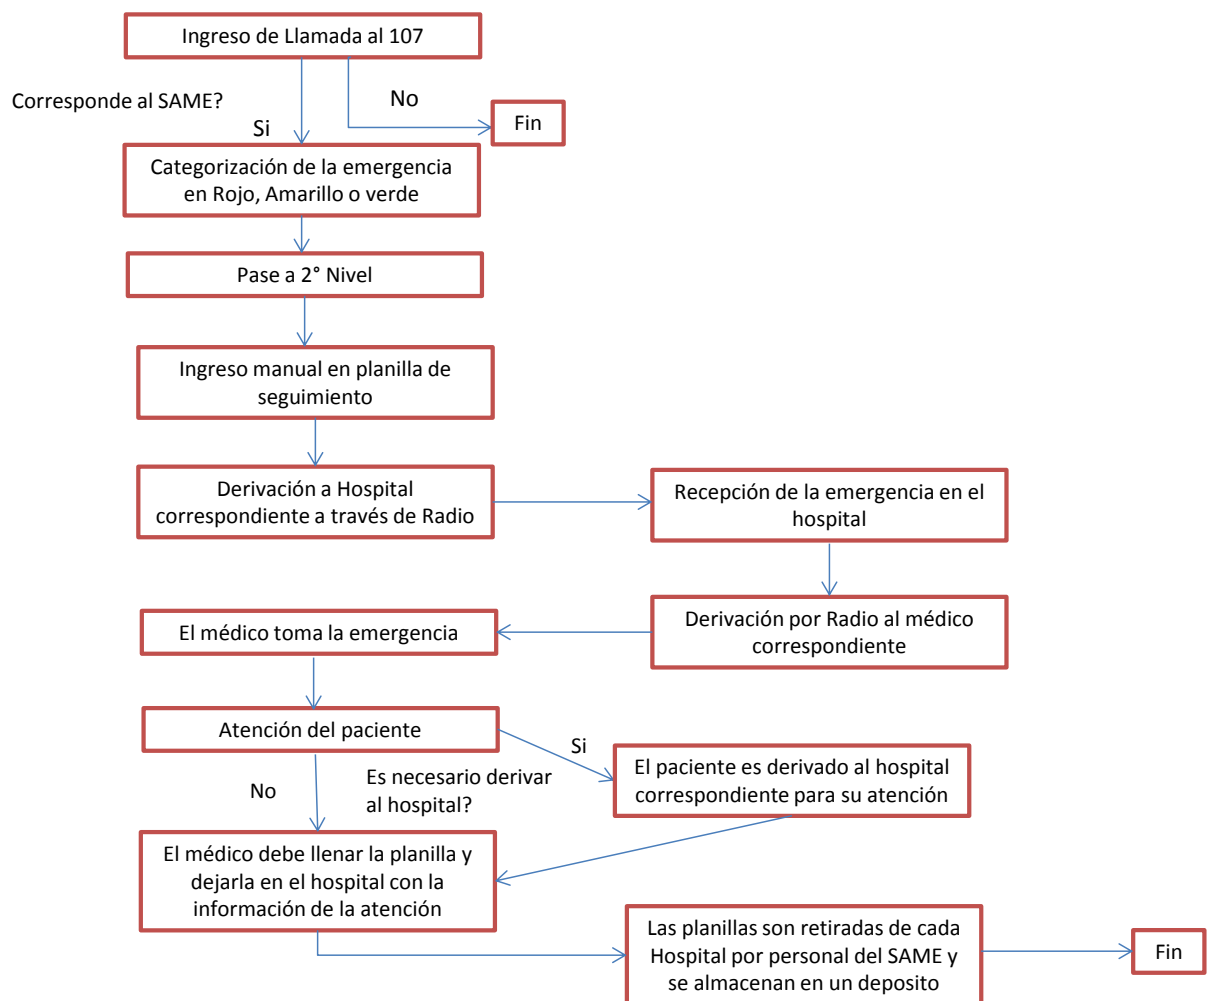 Ingreso de Llamada al 107
Corresponde al SAME?
No
Si
Fin
Categorización de la emergencia
en Rojo, Amarillo o verde
Pase a 2° Nivel
Ingreso manual en planilla de
seguimiento
Derivación a Hospital
correspondiente a través de Radio
Recepción de la emergencia en el
hospital
Derivación por Radio al médico
correspondiente
El médico toma la emergencia
Atención del paciente
Si
El paciente es derivado al hospital
correspondiente para su atención
Es necesario derivar
al hospital?
No
El médico debe llenar la planilla y
dejarla en el hospital con la
información de la atención
Las planillas son retiradas de cada
Hospital por personal del SAME y
se almacenan en un deposito
Fin